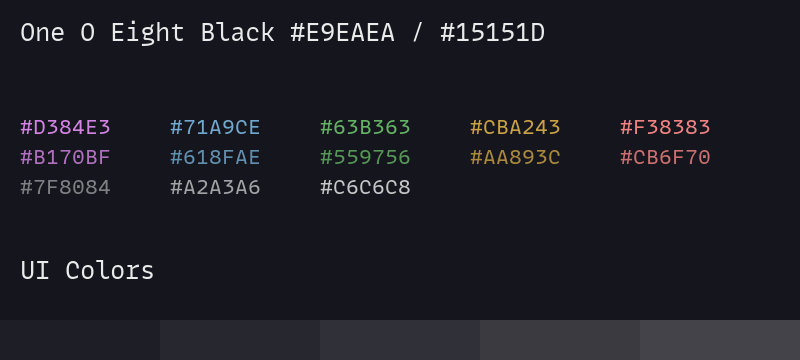 One O Eight Black #E9EAEA / #15151D
#D384E3 #71A9CE #63B363 #CBA243 #F38383
#B170BF #618FAE #559756 #AA893C #CB6F70
#7F8084 #A2A3A6 #C6C6C8
UI Colors